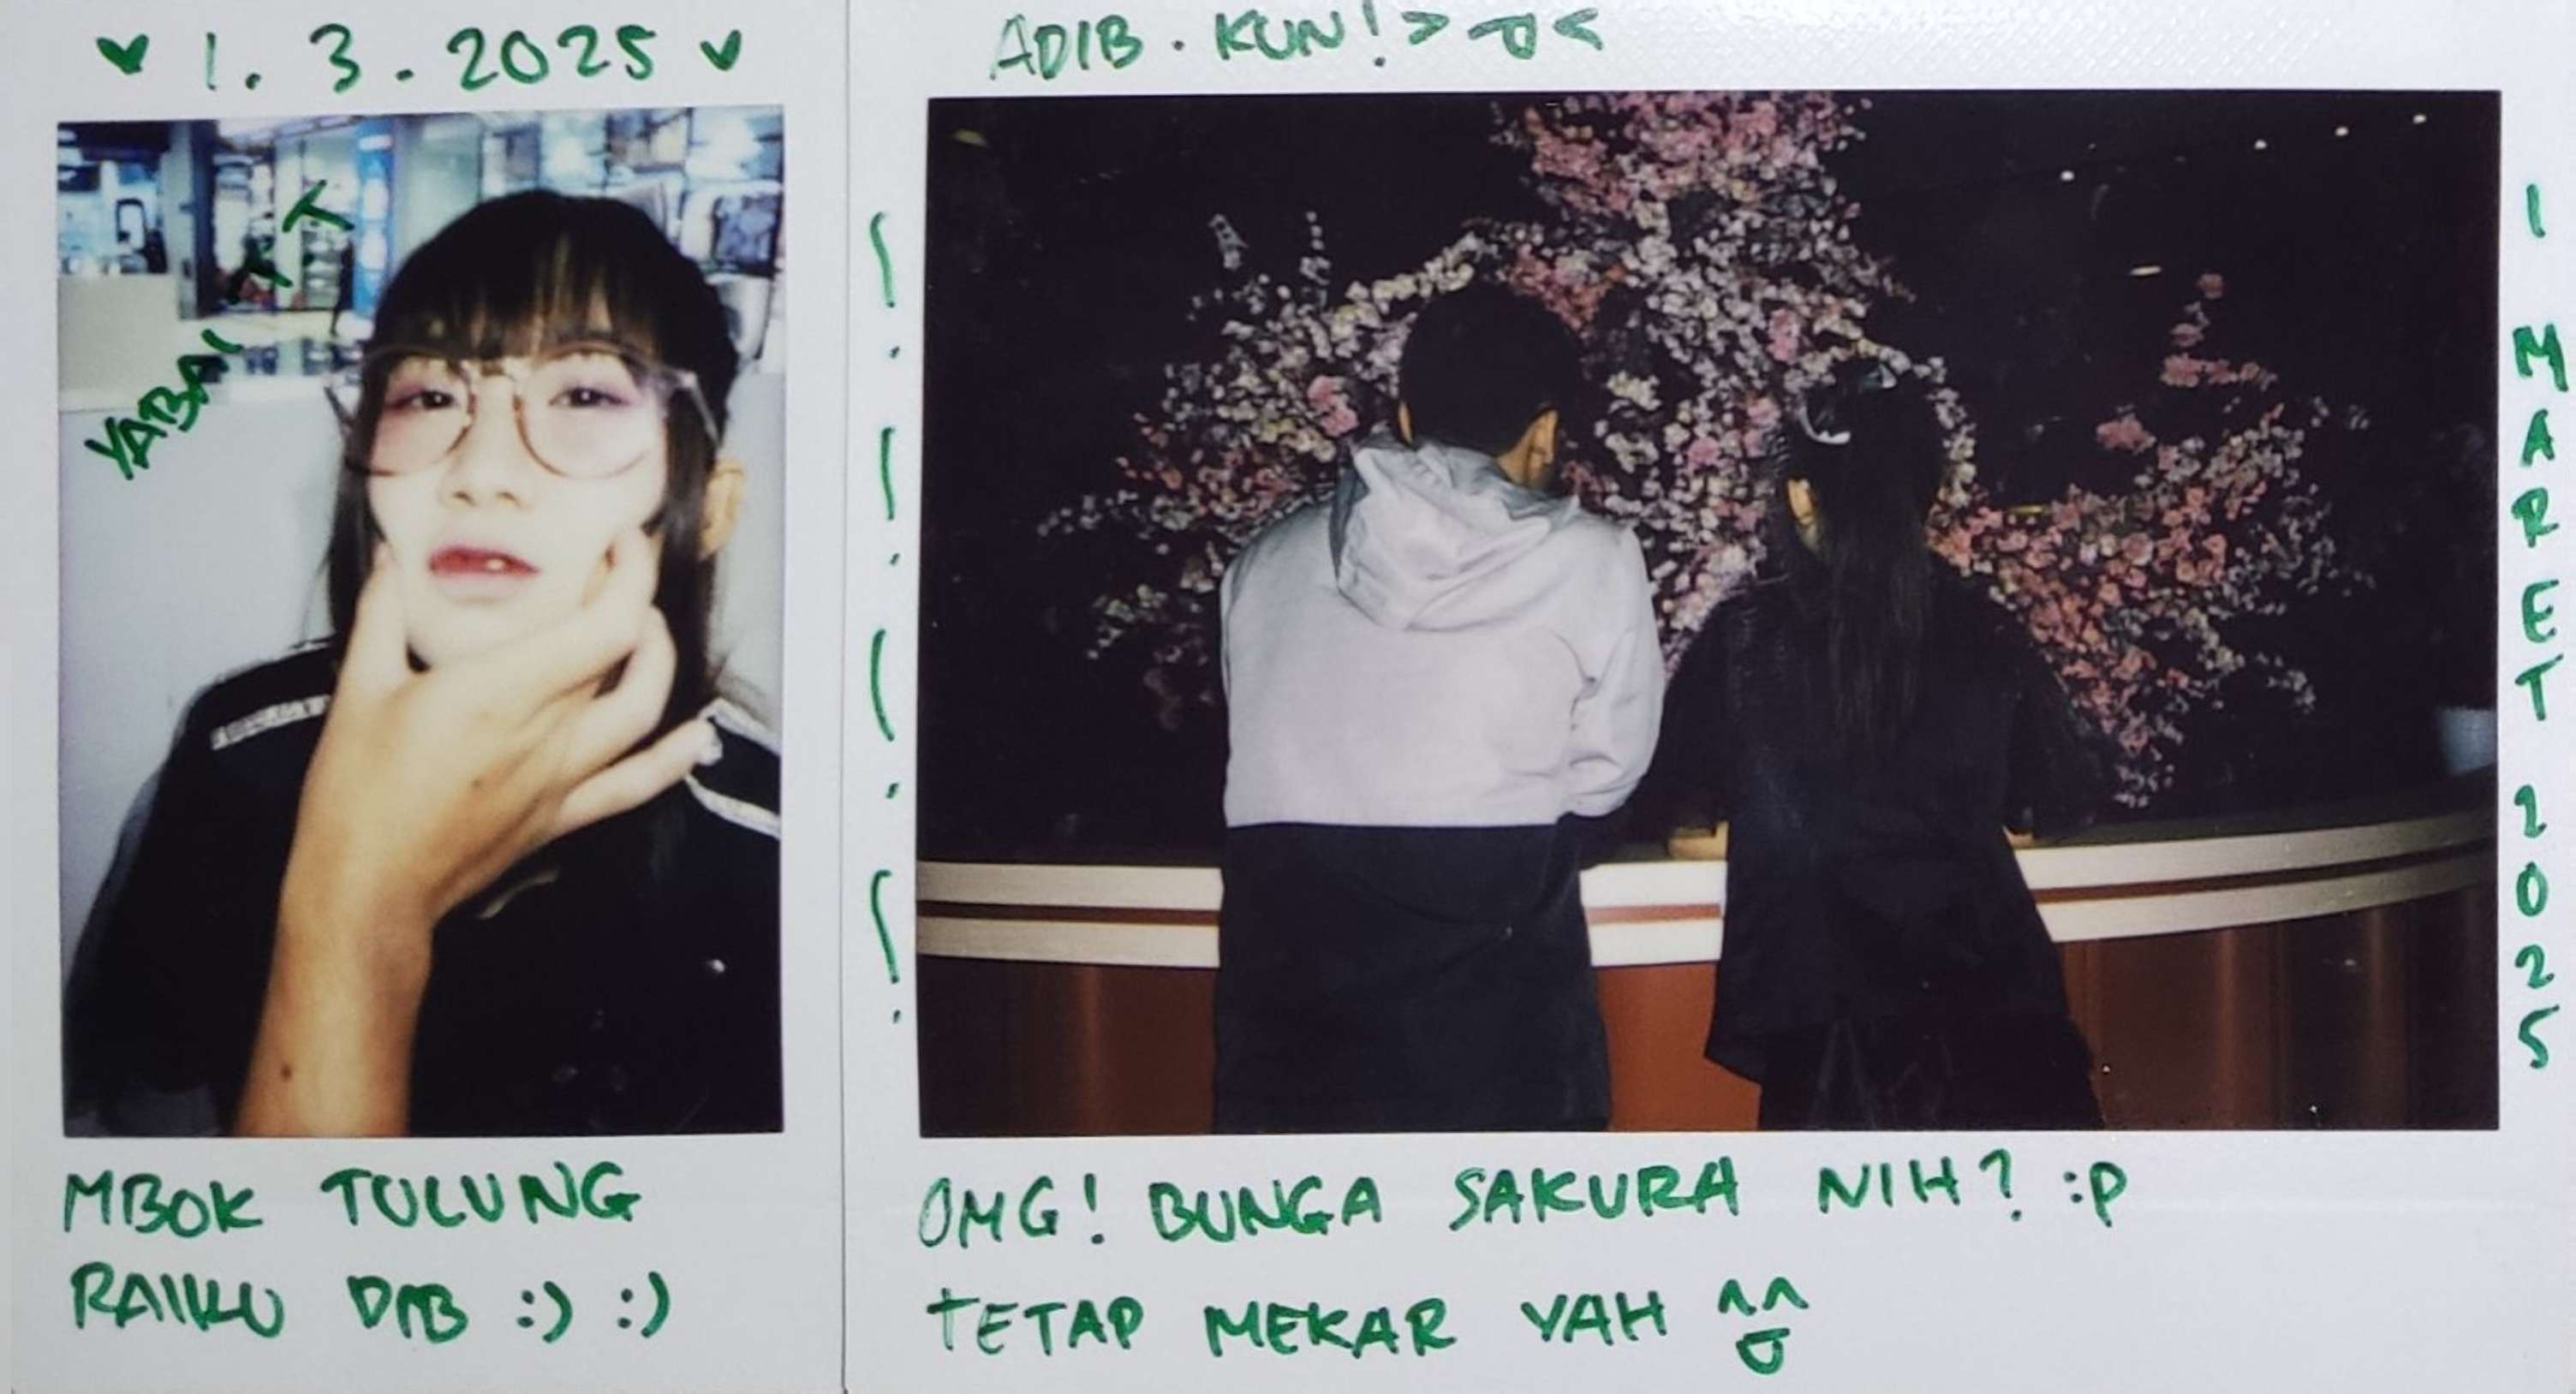 ♥ 1.3.2025 ♥
YABAI TT
MBOK TULUNG
RAIKU DIB :) :)
ADIB.KUN! >
! ! ! !
1 MARET 2025
OMG! BUNGA SAKURA NIH? :P
TETAP MEKAR YAH ^^